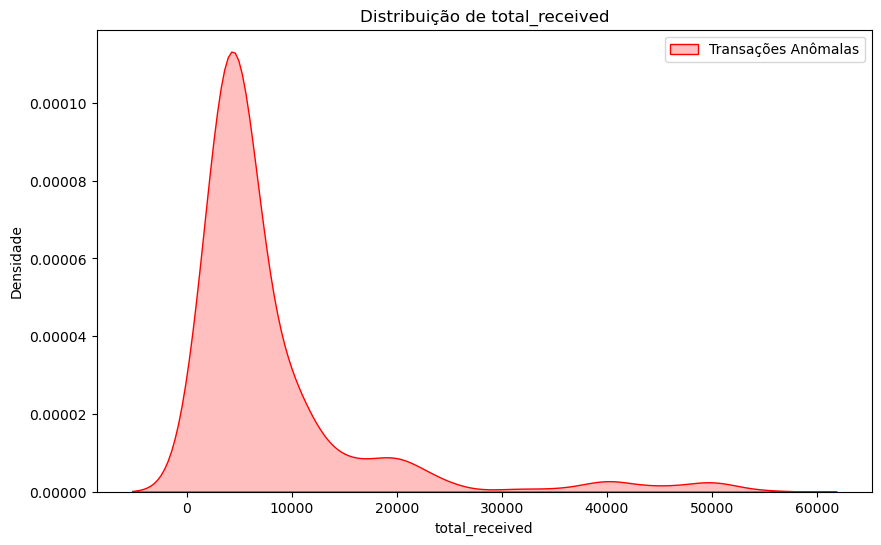 Distribuição de total_received
Transações Anômalas
Densidade
0.00010
0.00008
0.00006
0.00004
0.00002
0.00000
0 10000 20000 30000 40000 50000 60000
total_received